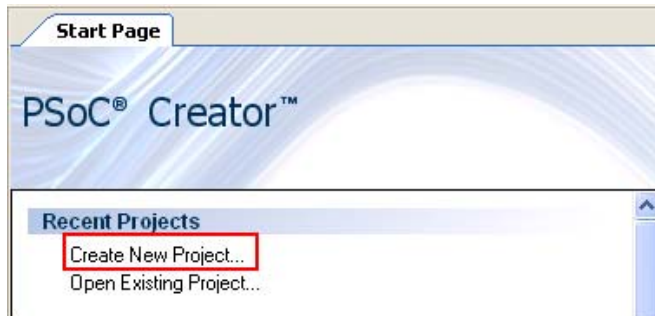 Start Page
PSoC® Creator™
Recent Projects
Create New Project...
Open Existing Project...